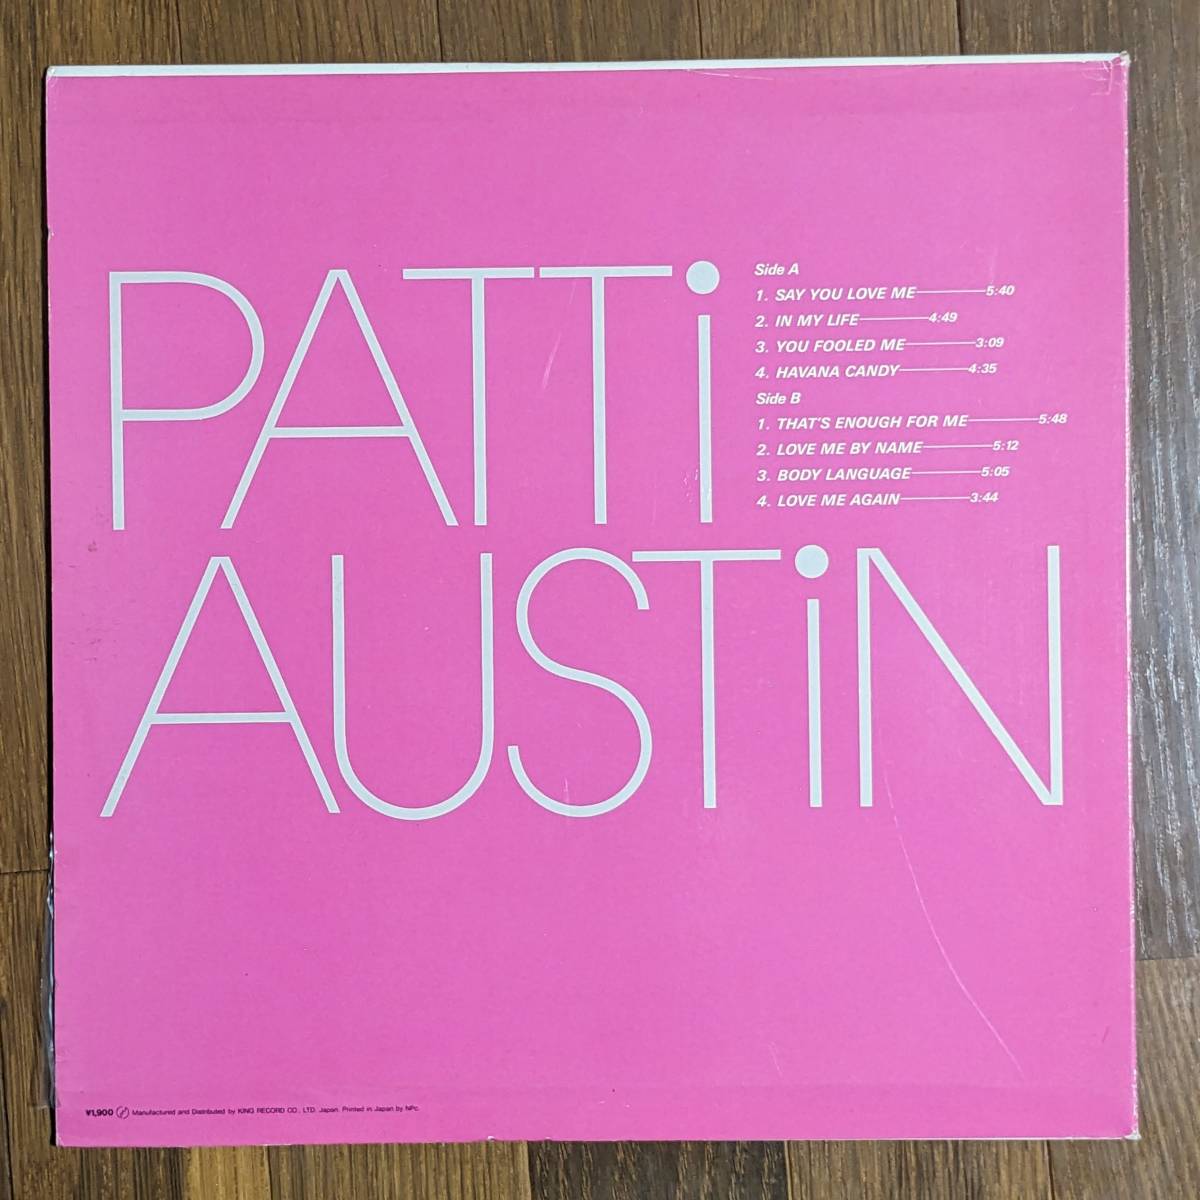 PATTi
AUSTiN
Side A
1. SAY YOU LOVE ME 5:40
2. IN MY LIFE 4:49
3. YOU FOOLED ME 3:09
4. HAVANA CANDY 4:35
Side B
1. THAT'S ENOUGH FOR ME 5:48
2. LOVE ME BY NAME 5:12
3. BODY LANGUAGE 5:05
4. LOVE ME AGAIN 3:44
¥1,900 Manufactured and Distributed by KING RECORD CO., LTD. Japan. Printed in Japan by NPc.